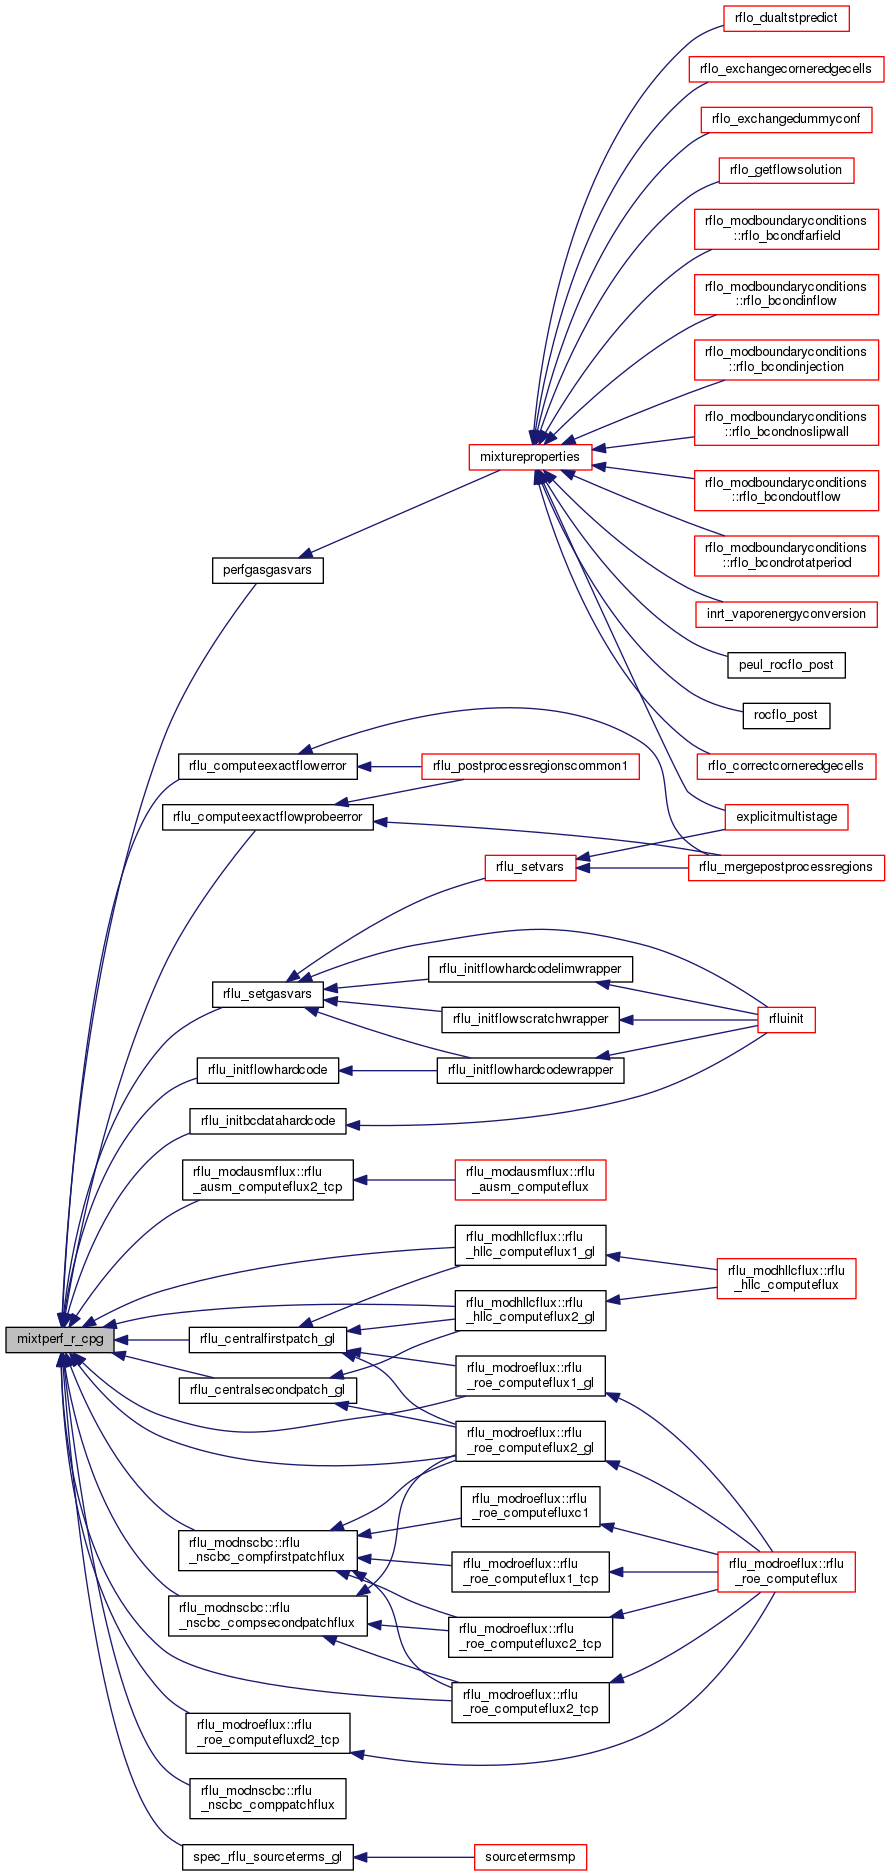 rflo_dualtstpredict
rflo_exchangecorneredgecells
rflo_exchangedummyconf
rflo_getflowsolution
rflo_modboundaryconditions
::rflo_bcondfarfield
rflo_modboundaryconditions
::rflo_bcondinflow
rflo_modboundaryconditions
::rflo_bcondinjection
rflo_modboundaryconditions
::rflo_bcondnoslipwall
mixtureproperties
rflo_modboundaryconditions
::rflo_bcondoutflow
rflo_modboundaryconditions
::rflo_bcondrotatperiod
perfgasgasvars
inrt_vaporenergyconversion
peul_rocflo_post
rocflo_post
rflu_computeexactflowerror
rflu_postprocessregionscommon1
rflo_correctcorneredgecells
rflu_computeexactflowprobeerror
explicitmultistage
rflu_setvars
rflu_mergepostprocessregions
rflu_initflowhardcodelimwrapper
rflu_setgasvars
rflu_initflowscratchwrapper
rfluinit
rflu_initflowhardcode
rflu_initflowhardcodewrapper
rflu_initbcdatahardcode
rflu_modausmflux::rflu
_ausm_computeflux2_tcp
rflu_modausmflux::rflu
_ausm_computeflux
rflu_modhllcflux::rflu
_hllc_computeflux1_gl
rflu_modhllcflux::rflu
_hllc_computeflux
rflu_modhllcflux::rflu
_hllc_computeflux2_gl
mixtperf_r_cpg
rflu_centralfirstpatch_gl
rflu_modroeflux::rflu
_roe_computeflux1_gl
rflu_centralsecondpatch_gl
rflu_modroeflux::rflu
_roe_computeflux2_gl
rflu_modroeflux::rflu
_roe_computefluxc1
rflu_modnscbc::rflu
_nscbc_compfirstpatchflux
rflu_modroeflux::rflu
_roe_computeflux1_tcp
rflu_modroeflux::rflu
_roe_computeflux
rflu_modnscbc::rflu
_nscbc_compsecondpatchflux
rflu_modroeflux::rflu
_roe_computefluxc2_tcp
rflu_modroeflux::rflu
_roe_computeflux2_tcp
rflu_modroeflux::rflu
_roe_computefluxd2_tcp
rflu_modnscbc::rflu
_nscbc_comppatchflux
spec_rflu_sourceterms_gl
sourcetermsmp